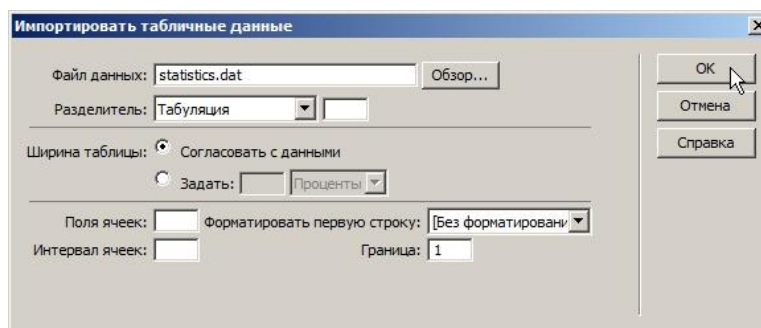 Импортировать табличные данные
Файл данных: statistics.dat Обзор... ОК
Разделитель: Табуляция Отмена
Ширина таблицы: Согласовать с данными Справка
Задать: Проценты
Поля ячеек: Форматировать первую строку: [Без форматировани
Интервал ячеек: Граница: 1